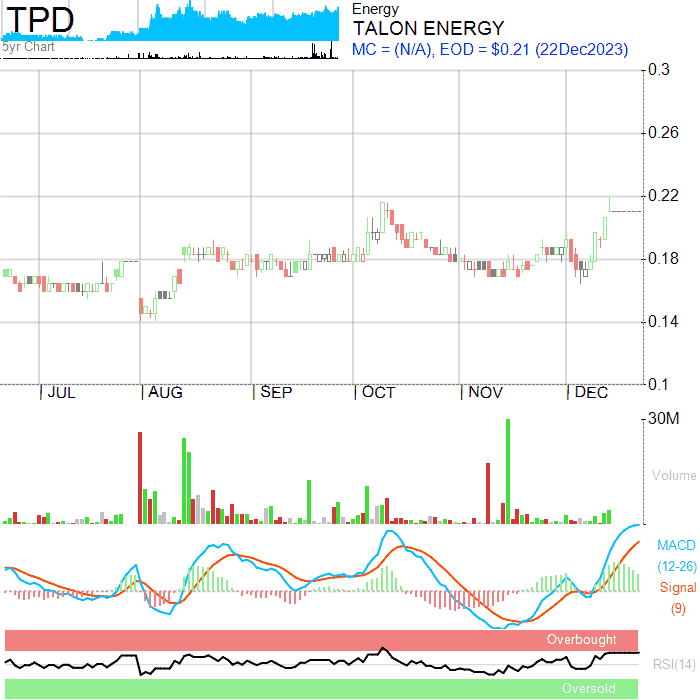 TPD
5yr Chart
Energy
TALON ENERGY
MC = (N/A), EOD = $0.21 (22Dec2023)
0.3
0.26
0.22
0.18
0.14
0.1
JUL AUG SEP OCT NOV DEC
30M
Volume
MACD
(12-26)
Signal
(9)
Overbought
RSI(14)
Oversold